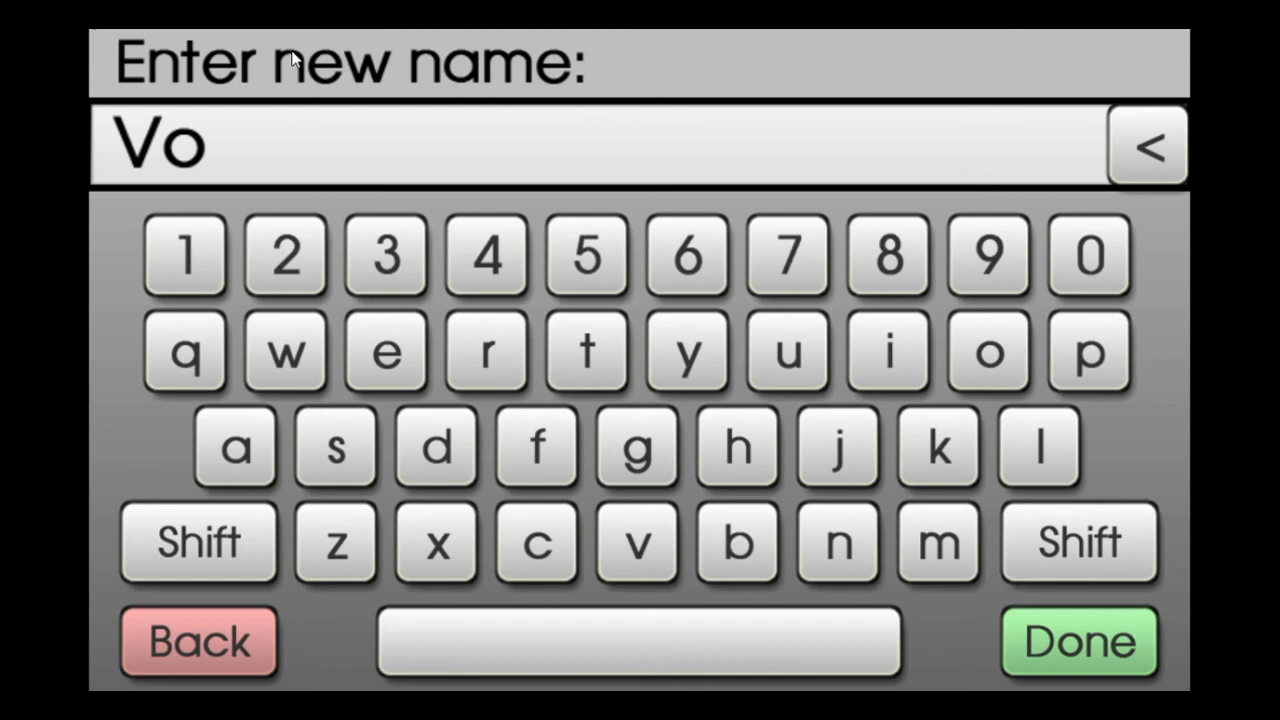 Enter new name:
Vo <
1 2 3 4 5 6 7 8 9 0
q w e r t y u i o p
a s d f g h j k l
Shift z x c v b n m Shift
Back Done